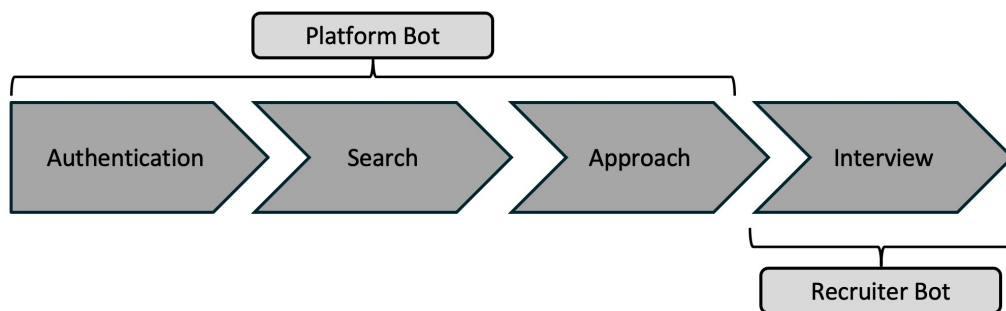 Platform Bot
Authentication
Search
Approach
Interview
Recruiter Bot